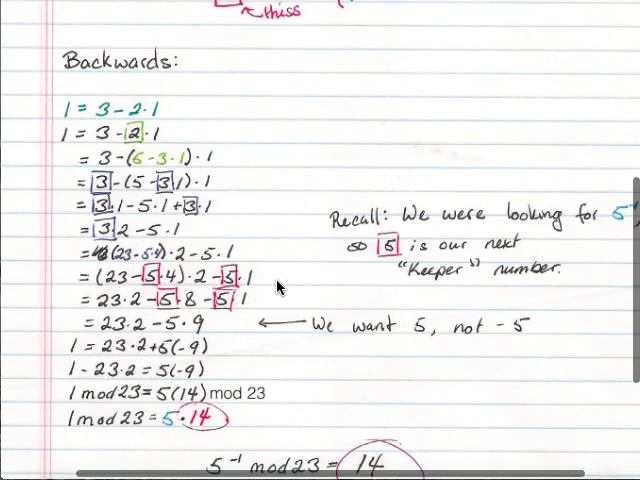 thiss
Backwards:
1 = 3 - 2·1
1 = 3 - 2·1
= 3 - (5 - 3·1)·1
= 3 - (5 - 3·1)·1
= 3·1 - 5·1 + 3·1
= 3·2 - 5·1
= (23 - 5·4)·2 - 5·1
= (23 - 5·4)·2 - 5·1
= 23·2 - 5·8 - 5·1
= 23·2 - 5·9
1 = 23·2 + 5(-9)
1 - 23·2 = 5(-9)
1 mod 23 = 5(14) mod 23
1 mod 23 = 5·14
5⁻¹ mod 23 = 14
Recall: We were looking for 5⁻¹,
so 5 is our next
"Keeper" number.
We want 5, not -5